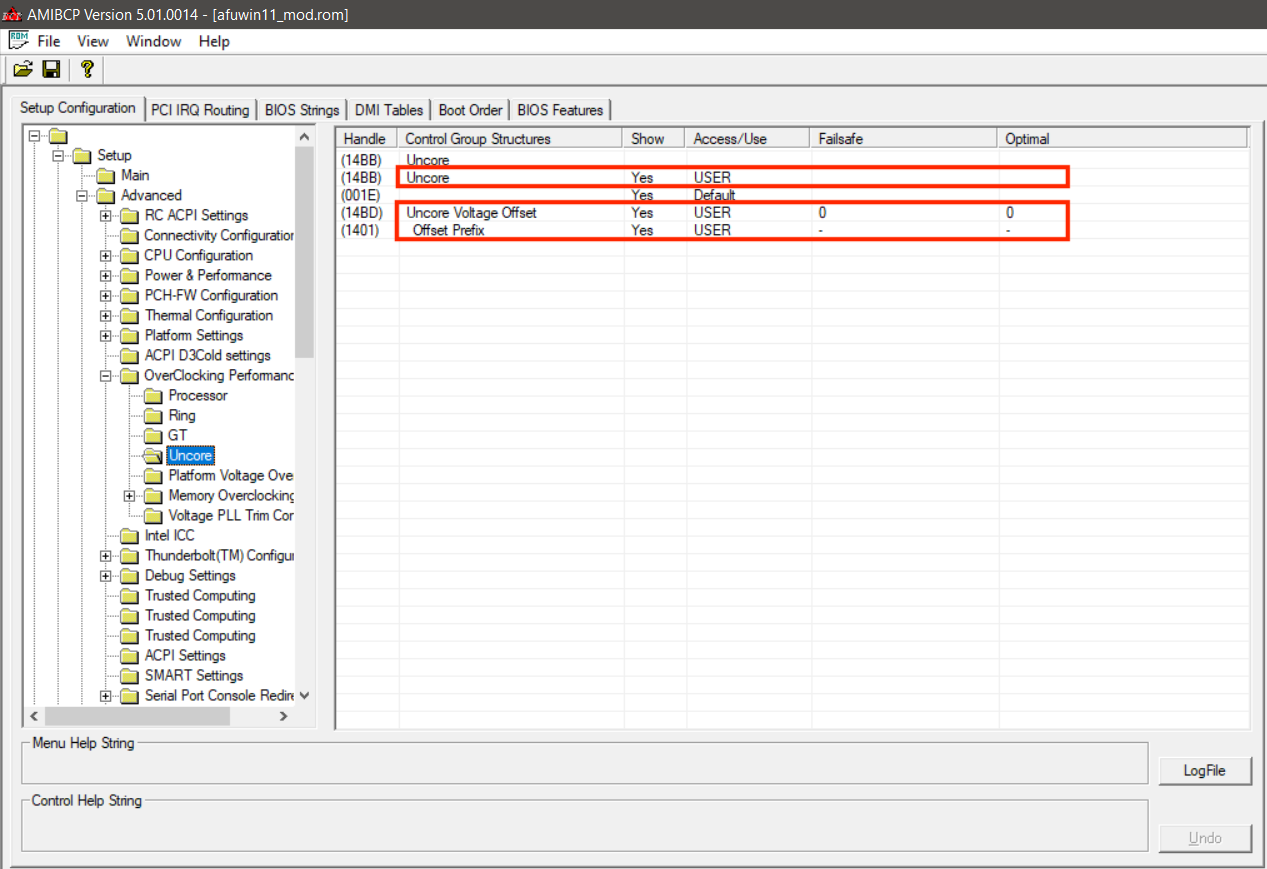 AMIBCP Version 5.01.0014 - [afuwin11_mod.rom]
File View Window Help
Setup Configuration PCI IRQ Routing BIOS Strings DMI Tables Boot Order BIOS Features
Setup
Main
Advanced
RC ACPI Settings
Connectivity Configuration
CPU Configuration
Power & Performance
PCH-FW Configuration
Thermal Configuration
Platform Settings
ACPI D3Cold settings
OverClocking Performanc
Processor
Ring
GT
Uncore
Platform Voltage Ove
Memory Overclocking
Voltage PLL Trim Cor
Intel ICC
Thunderbolt(TM) Configur
Debug Settings
Trusted Computing
Trusted Computing
Trusted Computing
ACPI Settings
SMART Settings
Serial Port Console Redire
Handle Control Group Structures Show Access/Use Failsafe Optimal
(14BB) Uncore
(14BB) Uncore Yes USER
(001E) Yes Default
(14BD) Uncore Voltage Offset Yes USER 0 0
(1401) Offset Prefix Yes USER - -
Menu Help String
LogFile
Control Help String
Undo